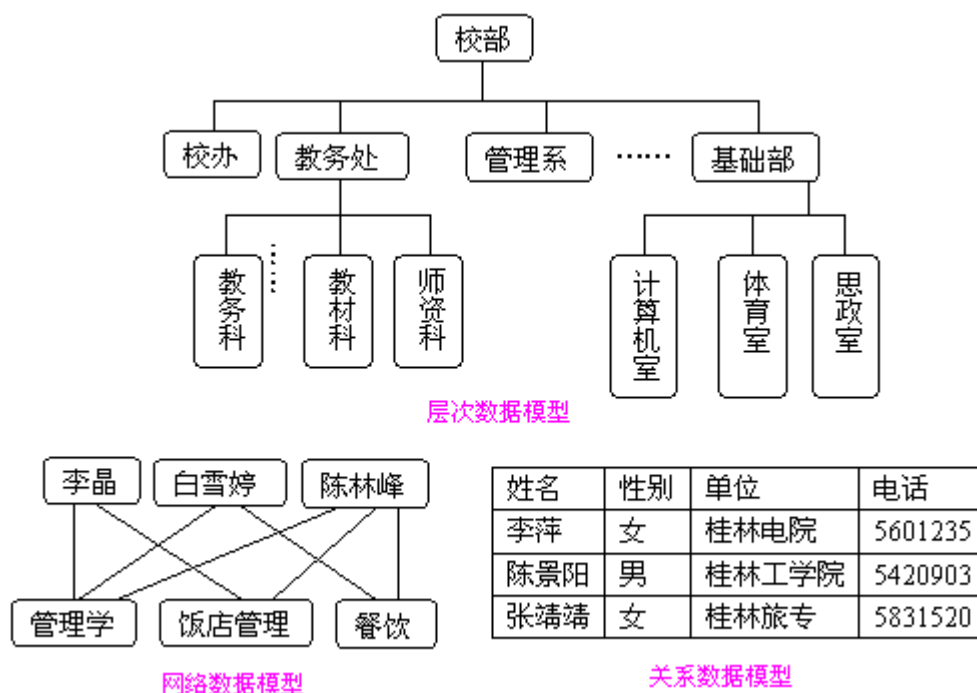 校部
校办 教务处 管理系 …… 基础部
教务科 …… 教材科 师资科 计算机室 体育室 思政室
层次数据模型
李晶 白雪婷 陈林峰
管理学 饭店管理 餐饮
网络数据模型
姓名 性别 单位 电话
李萍 女 桂林电院 5601235
陈景阳 男 桂林工学院 5420903
张靖靖 女 桂林旅专 5831520
关系数据模型